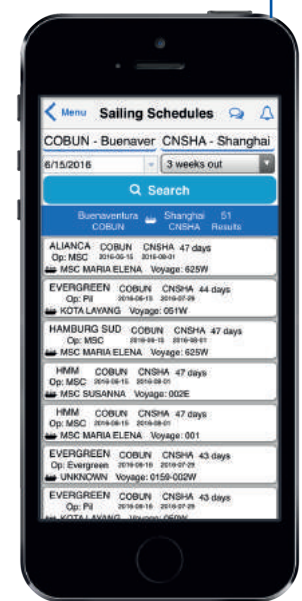 Menu Sailing Schedules
COBUN - Buenaver CNSHA - Shanghai
6/15/2016 3 weeks out
Search
Buenaventura Shanghai 51
COBUN CNSHA Results
ALIANCA COBUN CNSHA 47 days
Op: MSC 2016-06-15 2016-08-01
MSC MARIA ELENA Voyage: 625W
EVERGREEN COBUN CNSHA 44 days
Op: Pil 2016-06-15 2016-07-29
KOTA LAYANG Voyage: 051W
HAMBURG SUD COBUN CNSHA 47 days
Op: MSC 2016-06-15 2016-08-01
MSC MARIA ELENA Voyage: 625W
HMM COBUN CNSHA 47 days
Op: MSC 2016-06-15 2016-08-01
MSC SUSANNA Voyage: 002E
HMM COBUN CNSHA 47 days
Op: MSC 2016-06-15 2016-08-01
MSC MARIA ELENA Voyage: 001
EVERGREEN COBUN CNSHA 43 days
Op: Evergreen 2016-06-16 2016-07-29
UNKNOWN Voyage: 0159-002W
EVERGREEN COBUN CNSHA 43 days
Op: Pil 2016-06-16 2016-07-29
KOTA LAYANG Voyage: